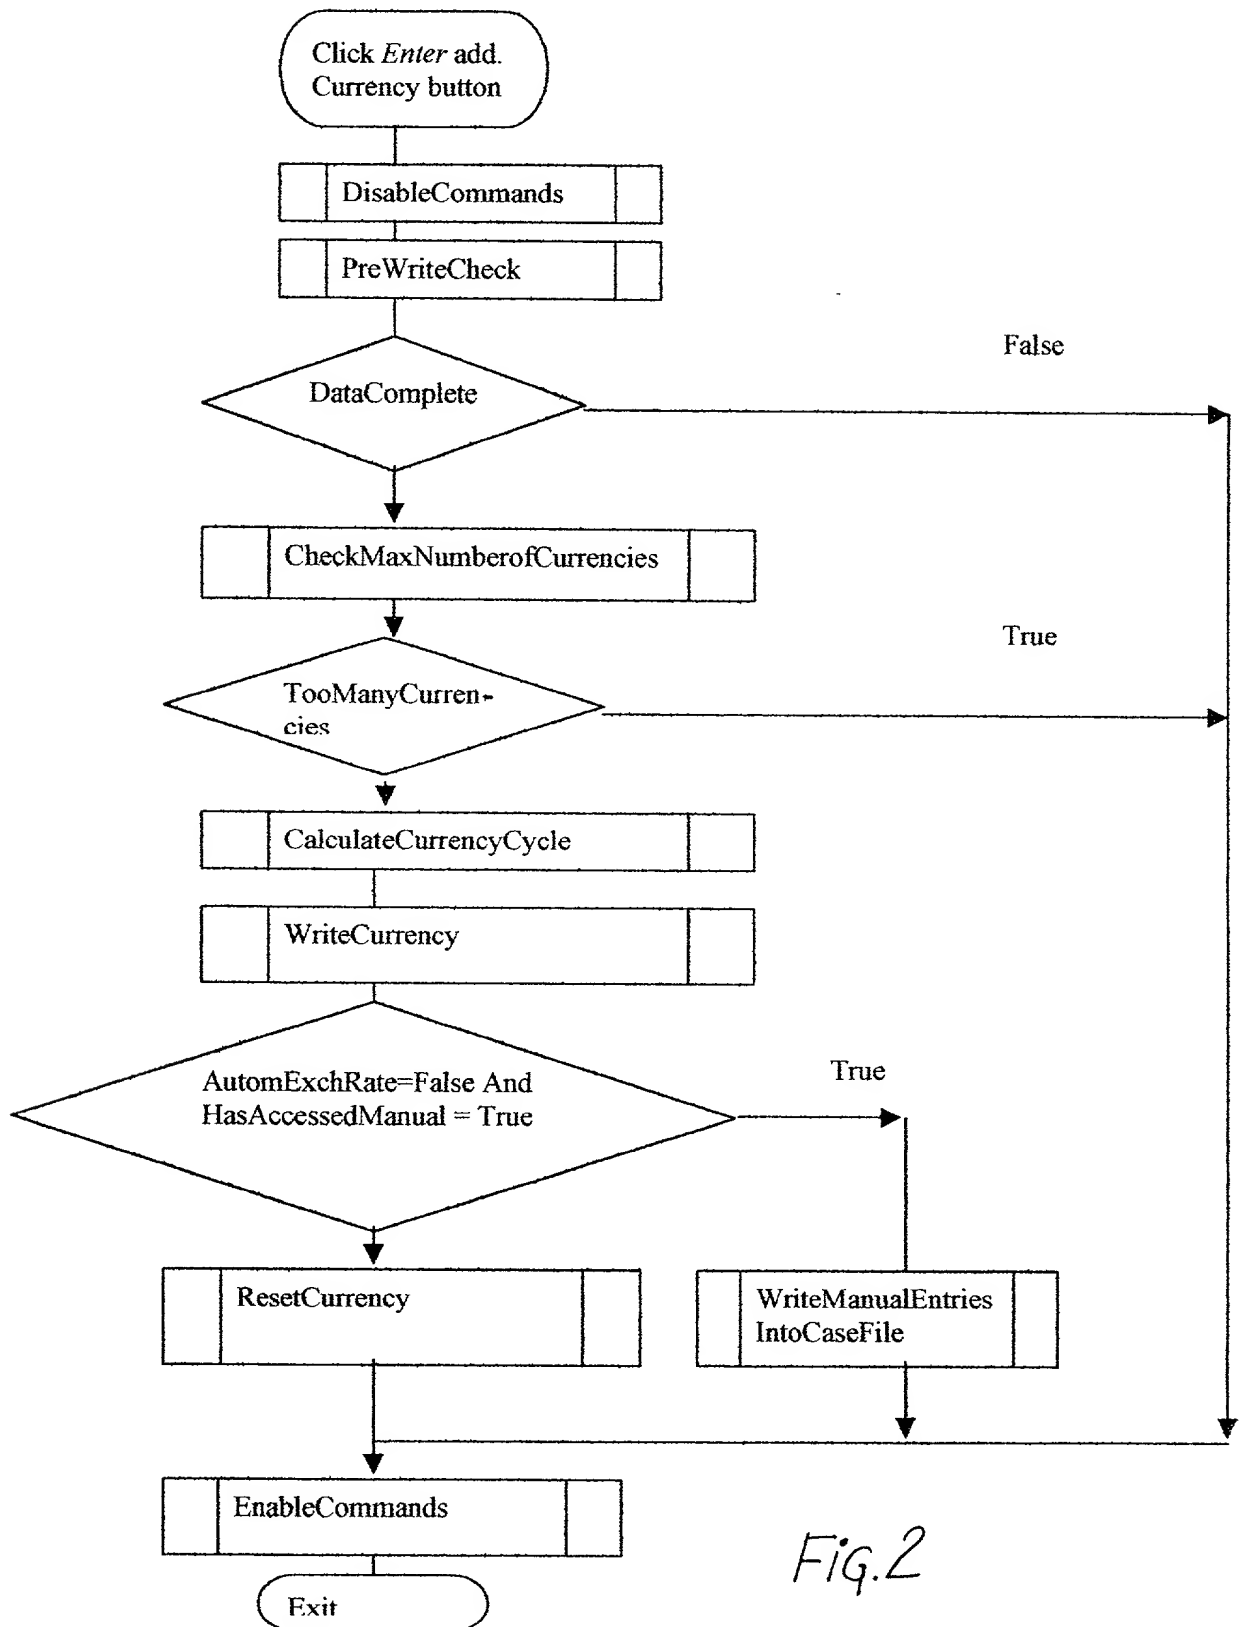 Click Enter add.
Currency button
DisableCommands
PreWriteCheck
False
DataComplete
CheckMaxNumberofCurrencies
True
TooManyCurren-
cies
CalculateCurrencyCycle
WriteCurrency
True
AutomExchRate=False And
HasAccessedManual = True
ResetCurrency
WriteManualEntries
IntoCaseFile
EnableCommands
Fig.2
Exit